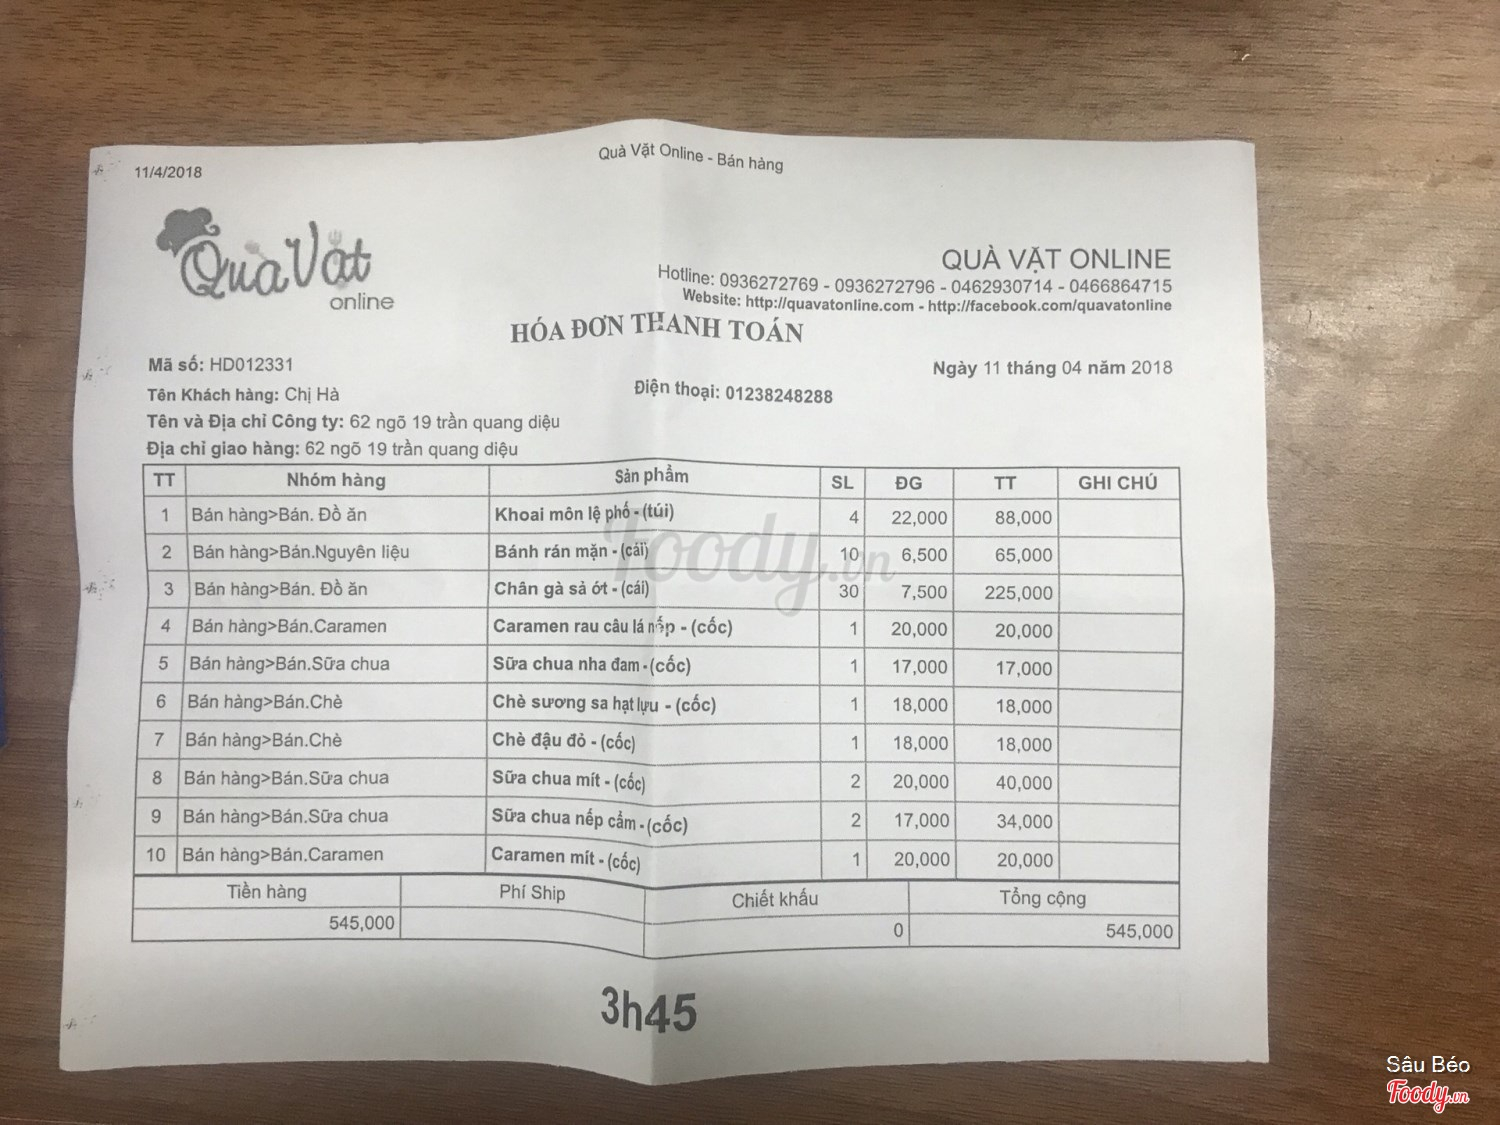 11/4/2018
Quà Vặt Online - Bán hàng
Quà Vặt
online
QUÀ VẶT ONLINE
Hotline: 0936272769 - 0936272796 - 0462930714 - 0466864715
Website: http://quavatonline.com - http://facebook.com/quavatonline
HÓA ĐƠN THANH TOÁN
Mã số: HD012331
Ngày 11 tháng 04 năm 2018
Tên Khách hàng: Chị Hà
Điện thoại: 01238248288
Tên và Địa chỉ Công ty: 62 ngõ 19 trần quang diệu
Địa chỉ giao hàng: 62 ngõ 19 trần quang diệu
TT Nhóm hàng Sản phẩm SL ĐG TT GHI CHÚ
1 Bán hàng>Bán. Đồ ăn Khoai môn lệ phố - (túi) 4 22,000 88,000
2 Bán hàng>Bán.Nguyên liệu Bánh rán mặn - (cái) 10 6,500 65,000
3 Bán hàng>Bán. Đồ ăn Chân gà sả ớt - (cái) 30 7,500 225,000
4 Bán hàng>Bán.Caramen Caramen rau câu lá nếp - (cốc) 1 20,000 20,000
5 Bán hàng>Bán.Sữa chua Sữa chua nha đam - (cốc) 1 17,000 17,000
6 Bán hàng>Bán.Chè Chè sương sa hạt lựu - (cốc) 1 18,000 18,000
7 Bán hàng>Bán.Chè Chè đậu đỏ - (cốc) 1 18,000 18,000
8 Bán hàng>Bán.Sữa chua Sữa chua mít - (cốc) 2 20,000 40,000
9 Bán hàng>Bán.Sữa chua Sữa chua nếp cẩm - (cốc) 2 17,000 34,000
10 Bán hàng>Bán.Caramen Caramen mít - (cốc) 1 20,000 20,000
Tiền hàng Phí Ship Chiết khấu Tổng cộng
545,000 0 545,000
3h45
Foody.vn
Sâu Béo
Foody.vn